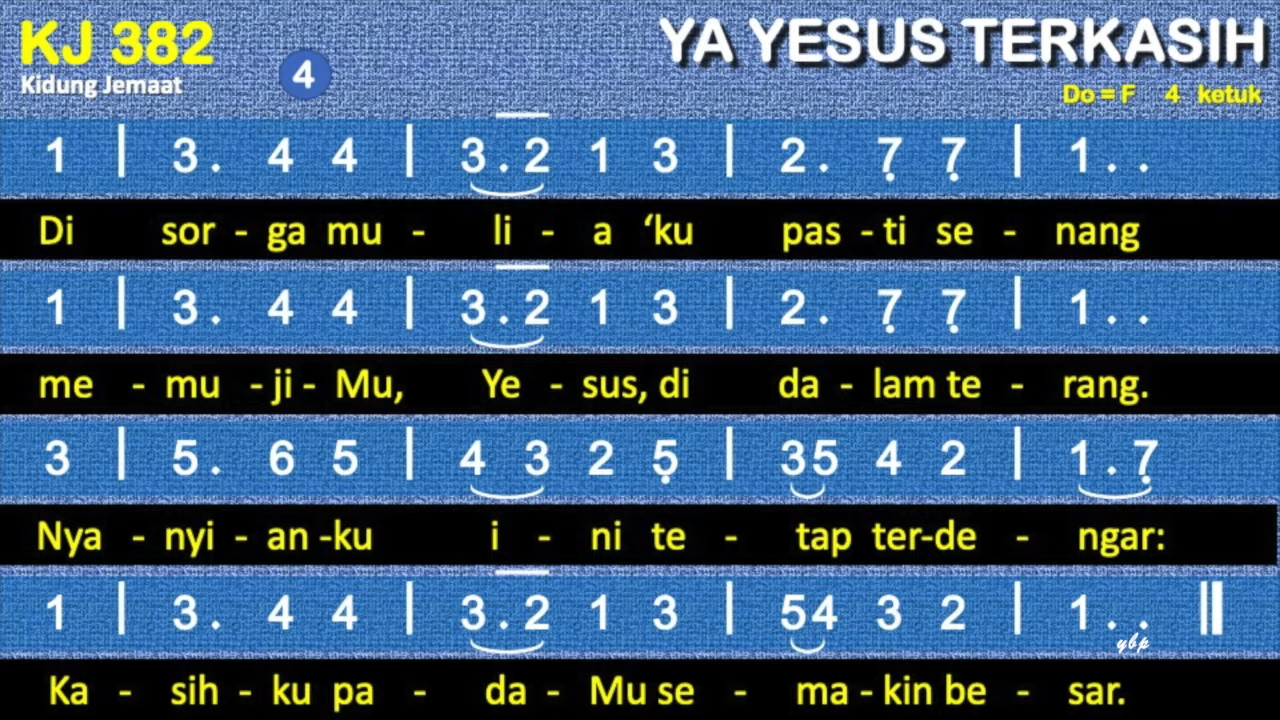 KJ 382
YA YESUS TERKASIH
Kidung Jemaat
4
Do = F 4 ketuk
1 | 3 . 4 4 | 3 . 2 1 3 | 2 . 7̣ 7̣ | 1 . .
Di sor - ga mu - li - a ‘ku pas - ti se - nang
1 | 3 . 4 4 | 3 . 2 1 3 | 2 . 7̣ 7̣ | 1 . .
me - mu - ji - Mu, Ye - sus, di da - lam te - rang.
3 | 5 . 6 5 | 4 3 2 5̣ | 35 4 2 | 1 . 7̣
Nya - nyi - an -ku i - ni te - tap ter-de - ngar:
1 | 3 . 4 4 | 3 . 2 1 3 | 54 3 2 | 1 . . ||
ybp
Ka - sih - ku pa - da - Mu se - ma - kin be - sar.